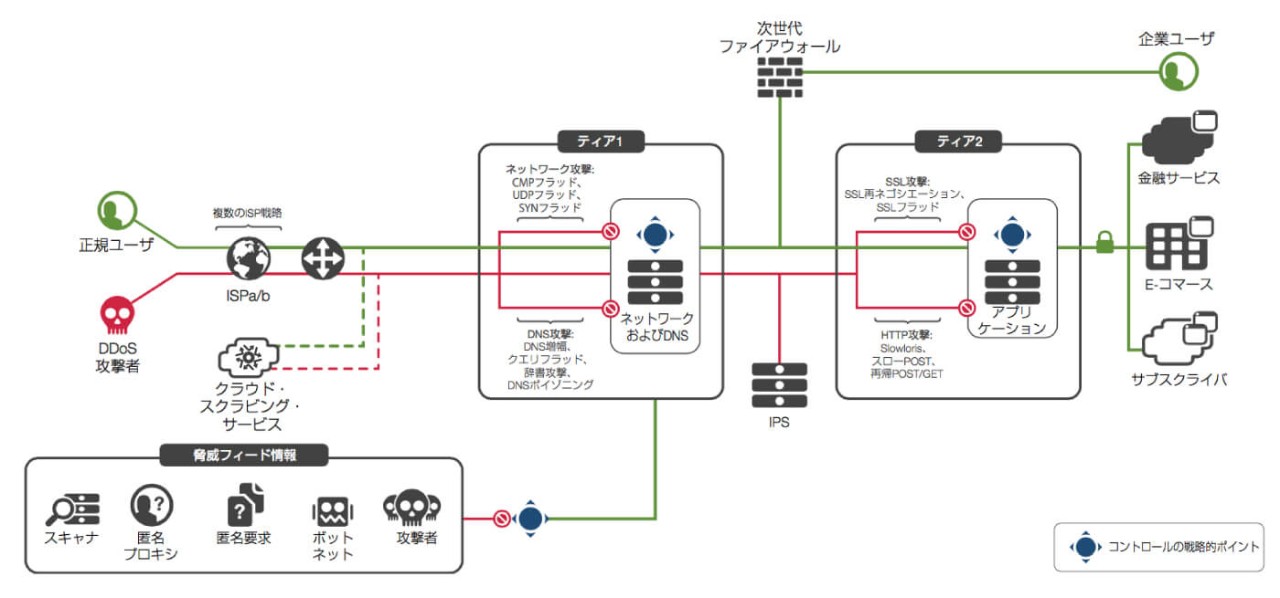 次世代
ファイアウォール
企業ユーザ
ティア1
ティア2
ネットワーク攻撃:
CMPフラッド、
UDPフラッド、
SYNフラッド
SSL攻撃:
SSL再ネゴシエーション、
SSLフラッド
金融サービス
複数のISP戦略
正規ユーザ
ISPa/b
E-コマース
DDoS
攻撃者
ネットワーク
およびDNS
アプリ
ケーション
DNS攻撃:
DNS増幅、
クエリフラッド、
辞書攻撃、
DNSポイゾニング
HTTP攻撃:
Slowloris、
スローPOST、
再帰POST/GET
クラウド・
スクラビング・
サービス
IPS
サブスクライバ
脅威フィード情報
スキャナ
匿名
プロキシ
匿名要求
ボット
ネット
攻撃者
コントロールの戦略的ポイント